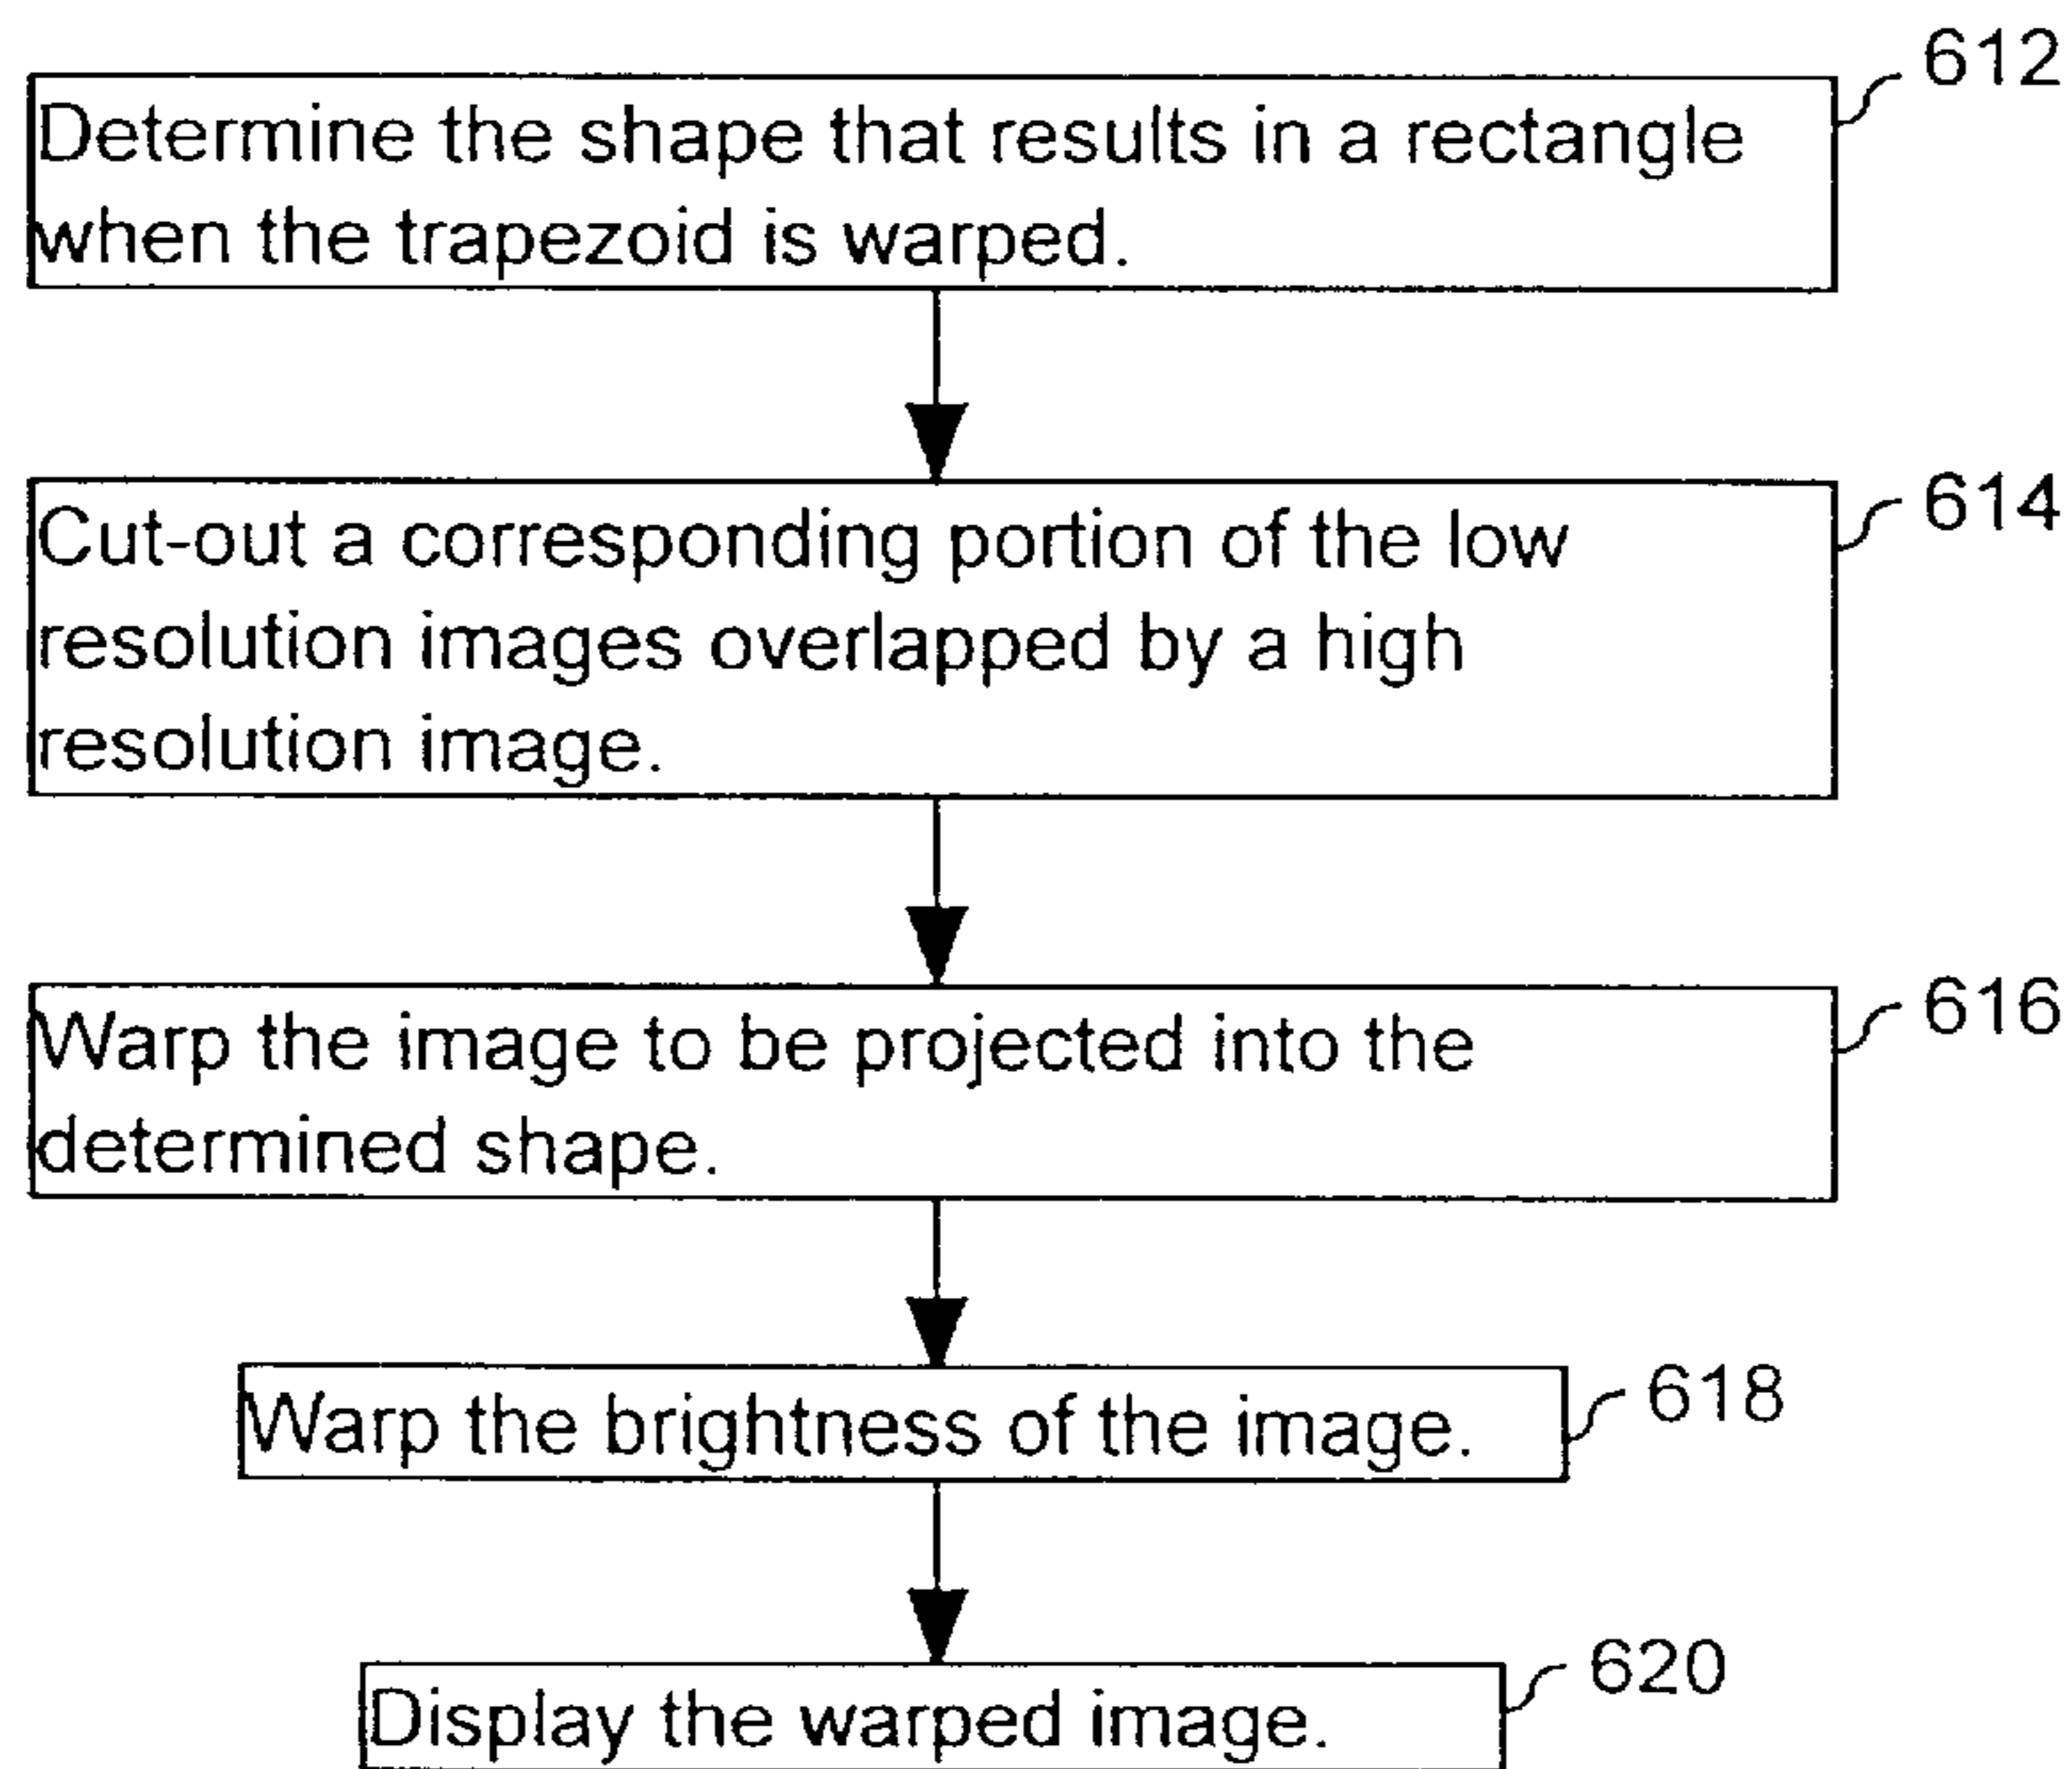 612
Determine the shape that results in a rectangle
when the trapezoid is warped.
614
Cut-out a corresponding portion of the low
resolution images overlapped by a high
resolution image.
616
Warp the image to be projected into the
determined shape.
618
Warp the brightness of the image.
620
Display the warped image.